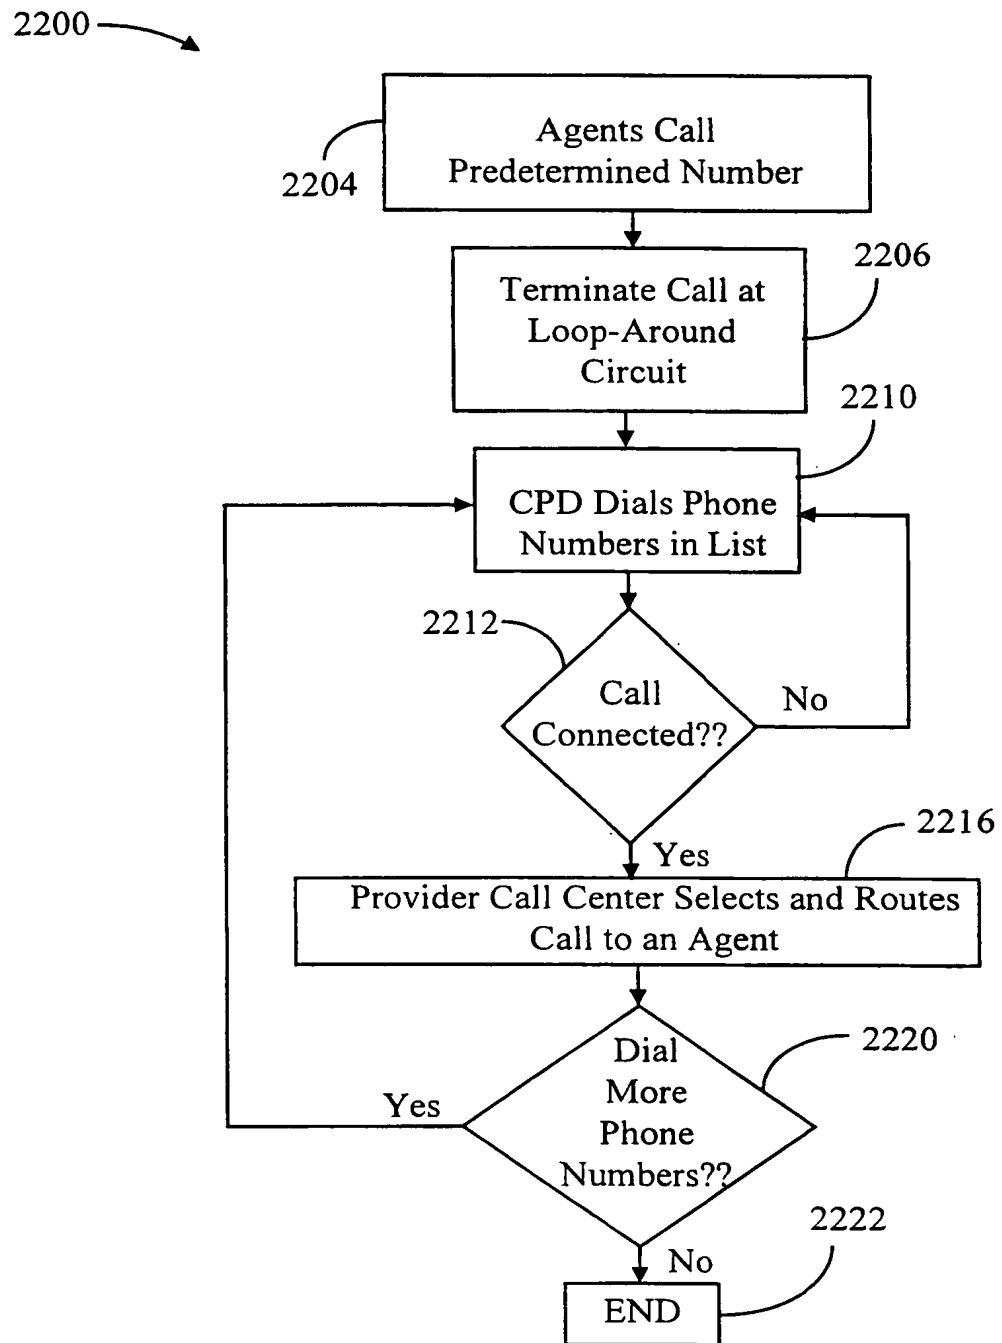 2200
Agents Call
Predetermined Number
2204
2206
Terminate Call at
Loop-Around
Circuit
2210
CPD Dials Phone
Numbers in List
2212
Call
Connected??
No
2216
Yes
Provider Call Center Selects and Routes
Call to an Agent
2220
Dial
More
Phone
Numbers??
Yes
2222
No
END